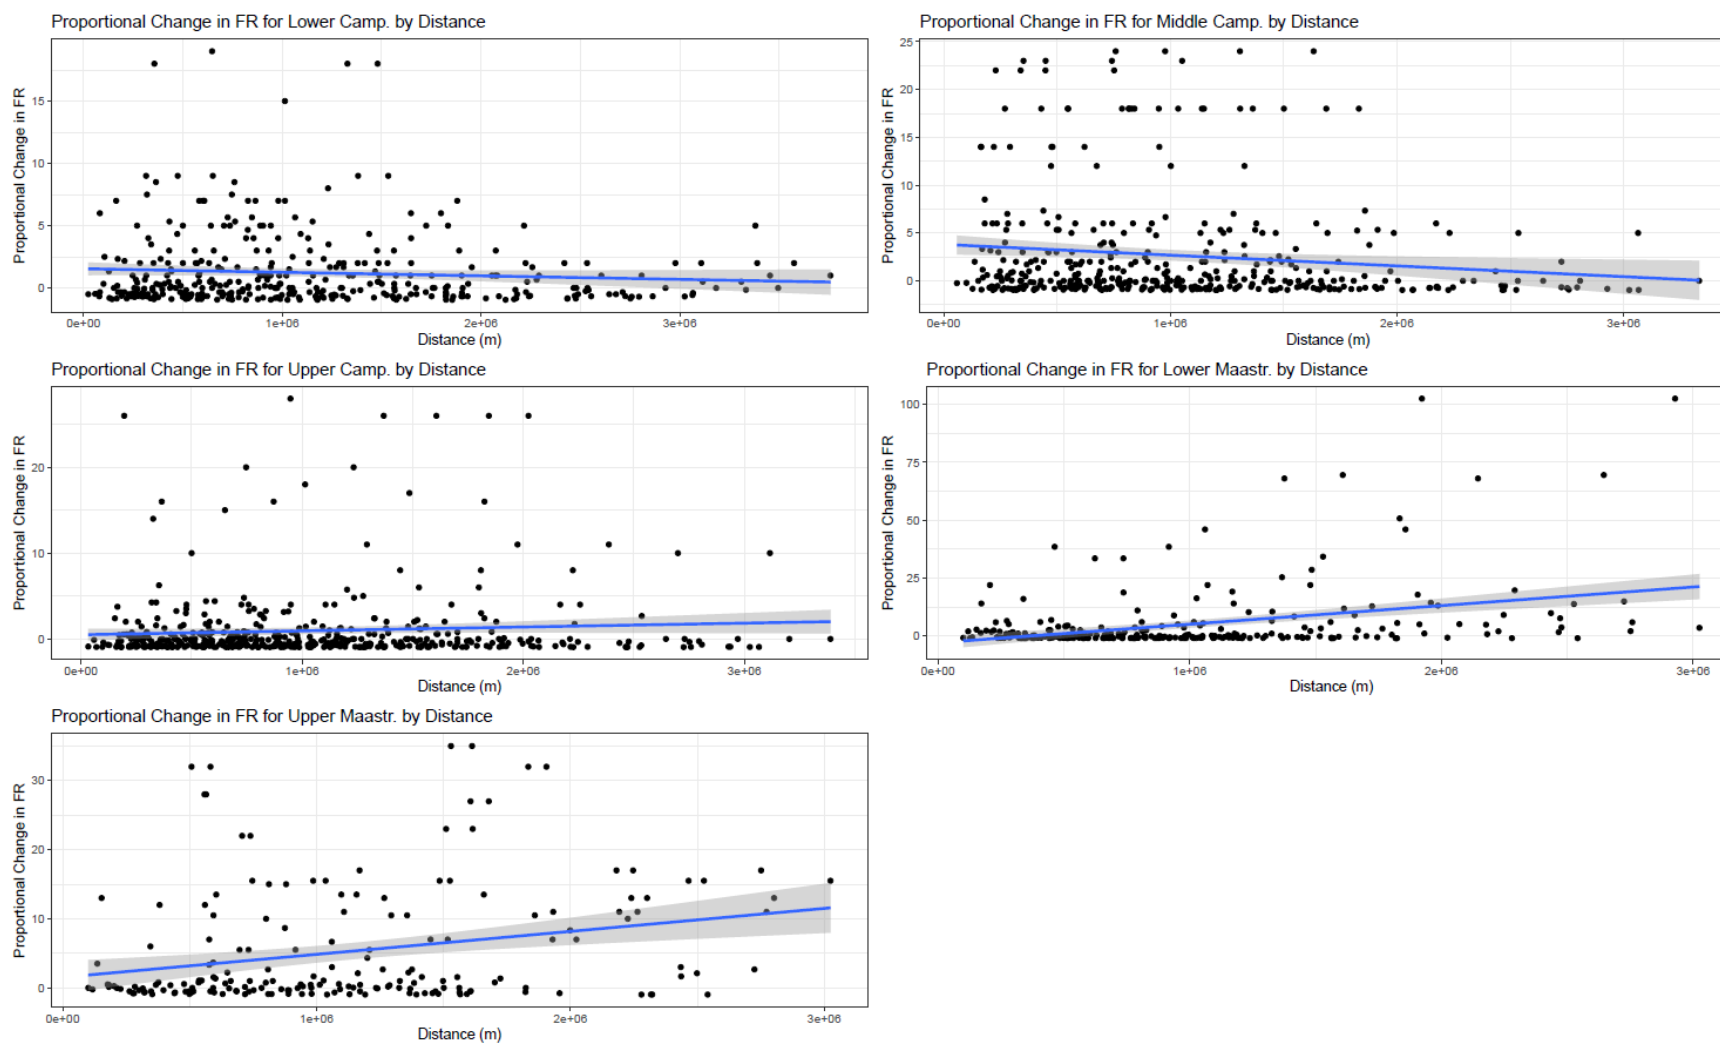 Proportional Change in FR for Lower Camp. by Distance
Proportional Change in FR
15
10
5
0
0e+00 1e+06 2e+06 3e+06
Distance (m)
Proportional Change in FR for Middle Camp. by Distance
Proportional Change in FR
25
20
15
10
5
0
0e+00 1e+06 2e+06 3e+06
Distance (m)
Proportional Change in FR for Upper Camp. by Distance
Proportional Change in FR
20
10
0
0e+00 1e+06 2e+06 3e+06
Distance (m)
Proportional Change in FR for Lower Maastr. by Distance
Proportional Change in FR
100
75
50
25
0
0e+00 1e+06 2e+06 3e+06
Distance (m)
Proportional Change in FR for Upper Maastr. by Distance
Proportional Change in FR
30
20
10
0
0e+00 1e+06 2e+06 3e+06
Distance (m)